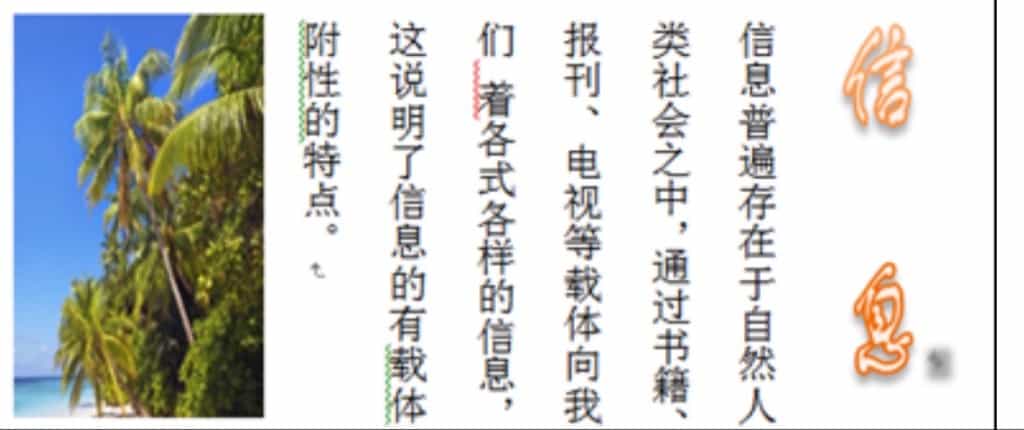 信息
信息普遍存在于自然人
类社会之中，通过书籍、
报刊、电视等载体向我
们 着各式各样的信息，
这说明了信息的有载体
附性的特点。